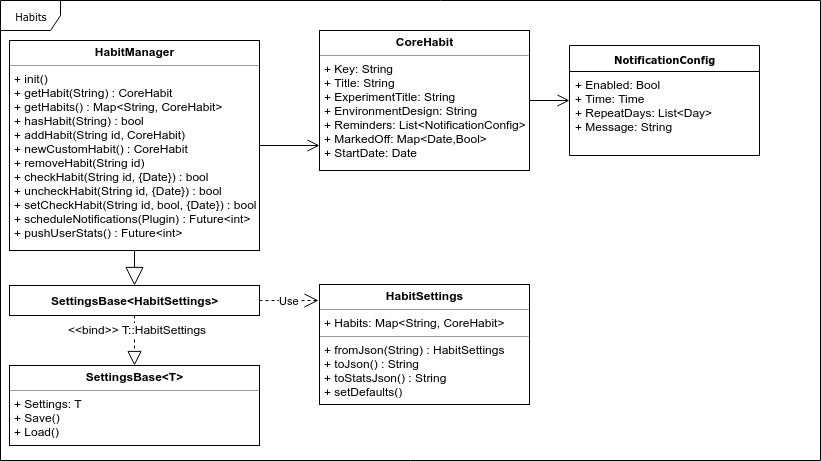 Habits
HabitManager
+ init()
+ getHabit(String) : CoreHabit
+ getHabits() : Map<String, CoreHabit>
+ hasHabit(String) : bool
+ addHabit(String id, CoreHabit)
+ newCustomHabit() : CoreHabit
+ removeHabit(String id)
+ checkHabit(String id, {Date}) : bool
+ uncheckHabit(String id, {Date}) : bool
+ setCheckHabit(String id, bool, {Date}) : bool
+ scheduleNotifications(Plugin) : Future<int>
+ pushUserStats() : Future<int>
CoreHabit
+ Key: String
+ Title: String
+ ExperimentTitle: String
+ EnvironmentDesign: String
+ Reminders: List<NotificationConfig>
+ MarkedOff: Map<Date,Bool>
+ StartDate: Date
NotificationConfig
+ Enabled: Bool
+ Time: Time
+ RepeatDays: List<Day>
+ Message: String
SettingsBase<HabitSettings>
Use
<<bind>> T::HabitSettings
HabitSettings
+ Habits: Map<String, CoreHabit>
+ fromJson(String) : HabitSettings
+ toJson() : String
+ toStatsJson() : String
+ setDefaults()
SettingsBase<T>
+ Settings: T
+ Save()
+ Load()